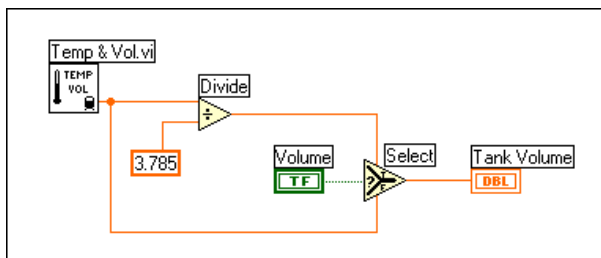 Temp & Vol.vi
TEMP
VOL
Divide
÷
3.785
Volume
TF
Select
?
T
F
Tank Volume
DBL